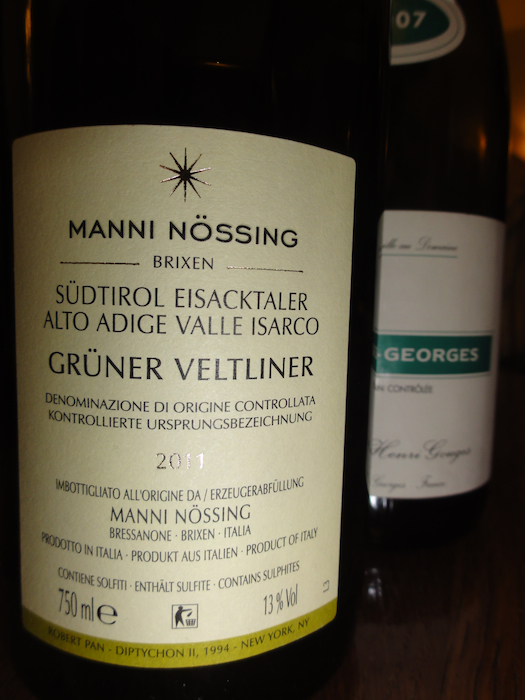 MANNI NÖSSING
BRIXEN
SÜDTIROL EISACKTALER
ALTO ADIGE VALLE ISARCO
GRÜNER VELTLINER
DENOMINAZIONE DI ORIGINE CONTROLLATA
KONTROLLIERTE URSPRUNGSBEZEICHNUNG
2011
IMBOTTIGLIATO ALL'ORIGINE DA / ERZEUGERABFÜLLUNG
MANNI NÖSSING
BRESSANONE · BRIXEN · ITALIA
PRODOTTO IN ITALIA · PRODUKT AUS ITALIEN · PRODUCT OF ITALY
CONTIENE SOLFITI · ENTHÄLT SULFITE · CONTAINS SULPHITES
750 ml e
13 % Vol
ROBERT PAN - DIPTYCHON II, 1994 - NEW YORK, NY
07
-GEORGES
CONTRÔLÉE
Henri Gouges
Georges France